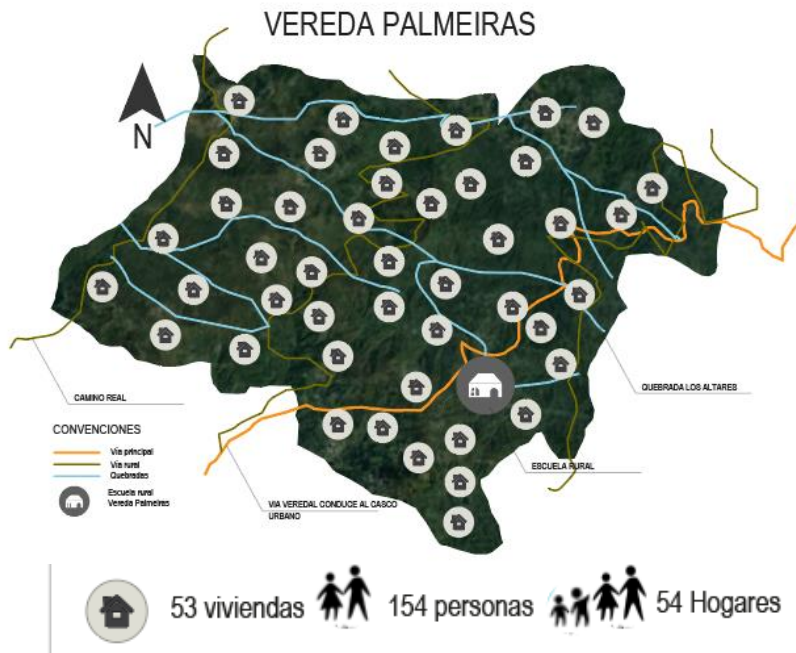 VEREDA PALMEIRAS
N
CAMINO REAL
QUEBRADA LOS ALTARES
CONVENCIONES
Vía principal
Vía rural
Quebradas
Escuela rural
Vereda Palmeiras
ESCUELA RURAL
VIA VEREDAL CONDUCE AL CASCO
URBANO
53 viviendas
154 personas
54 Hogares